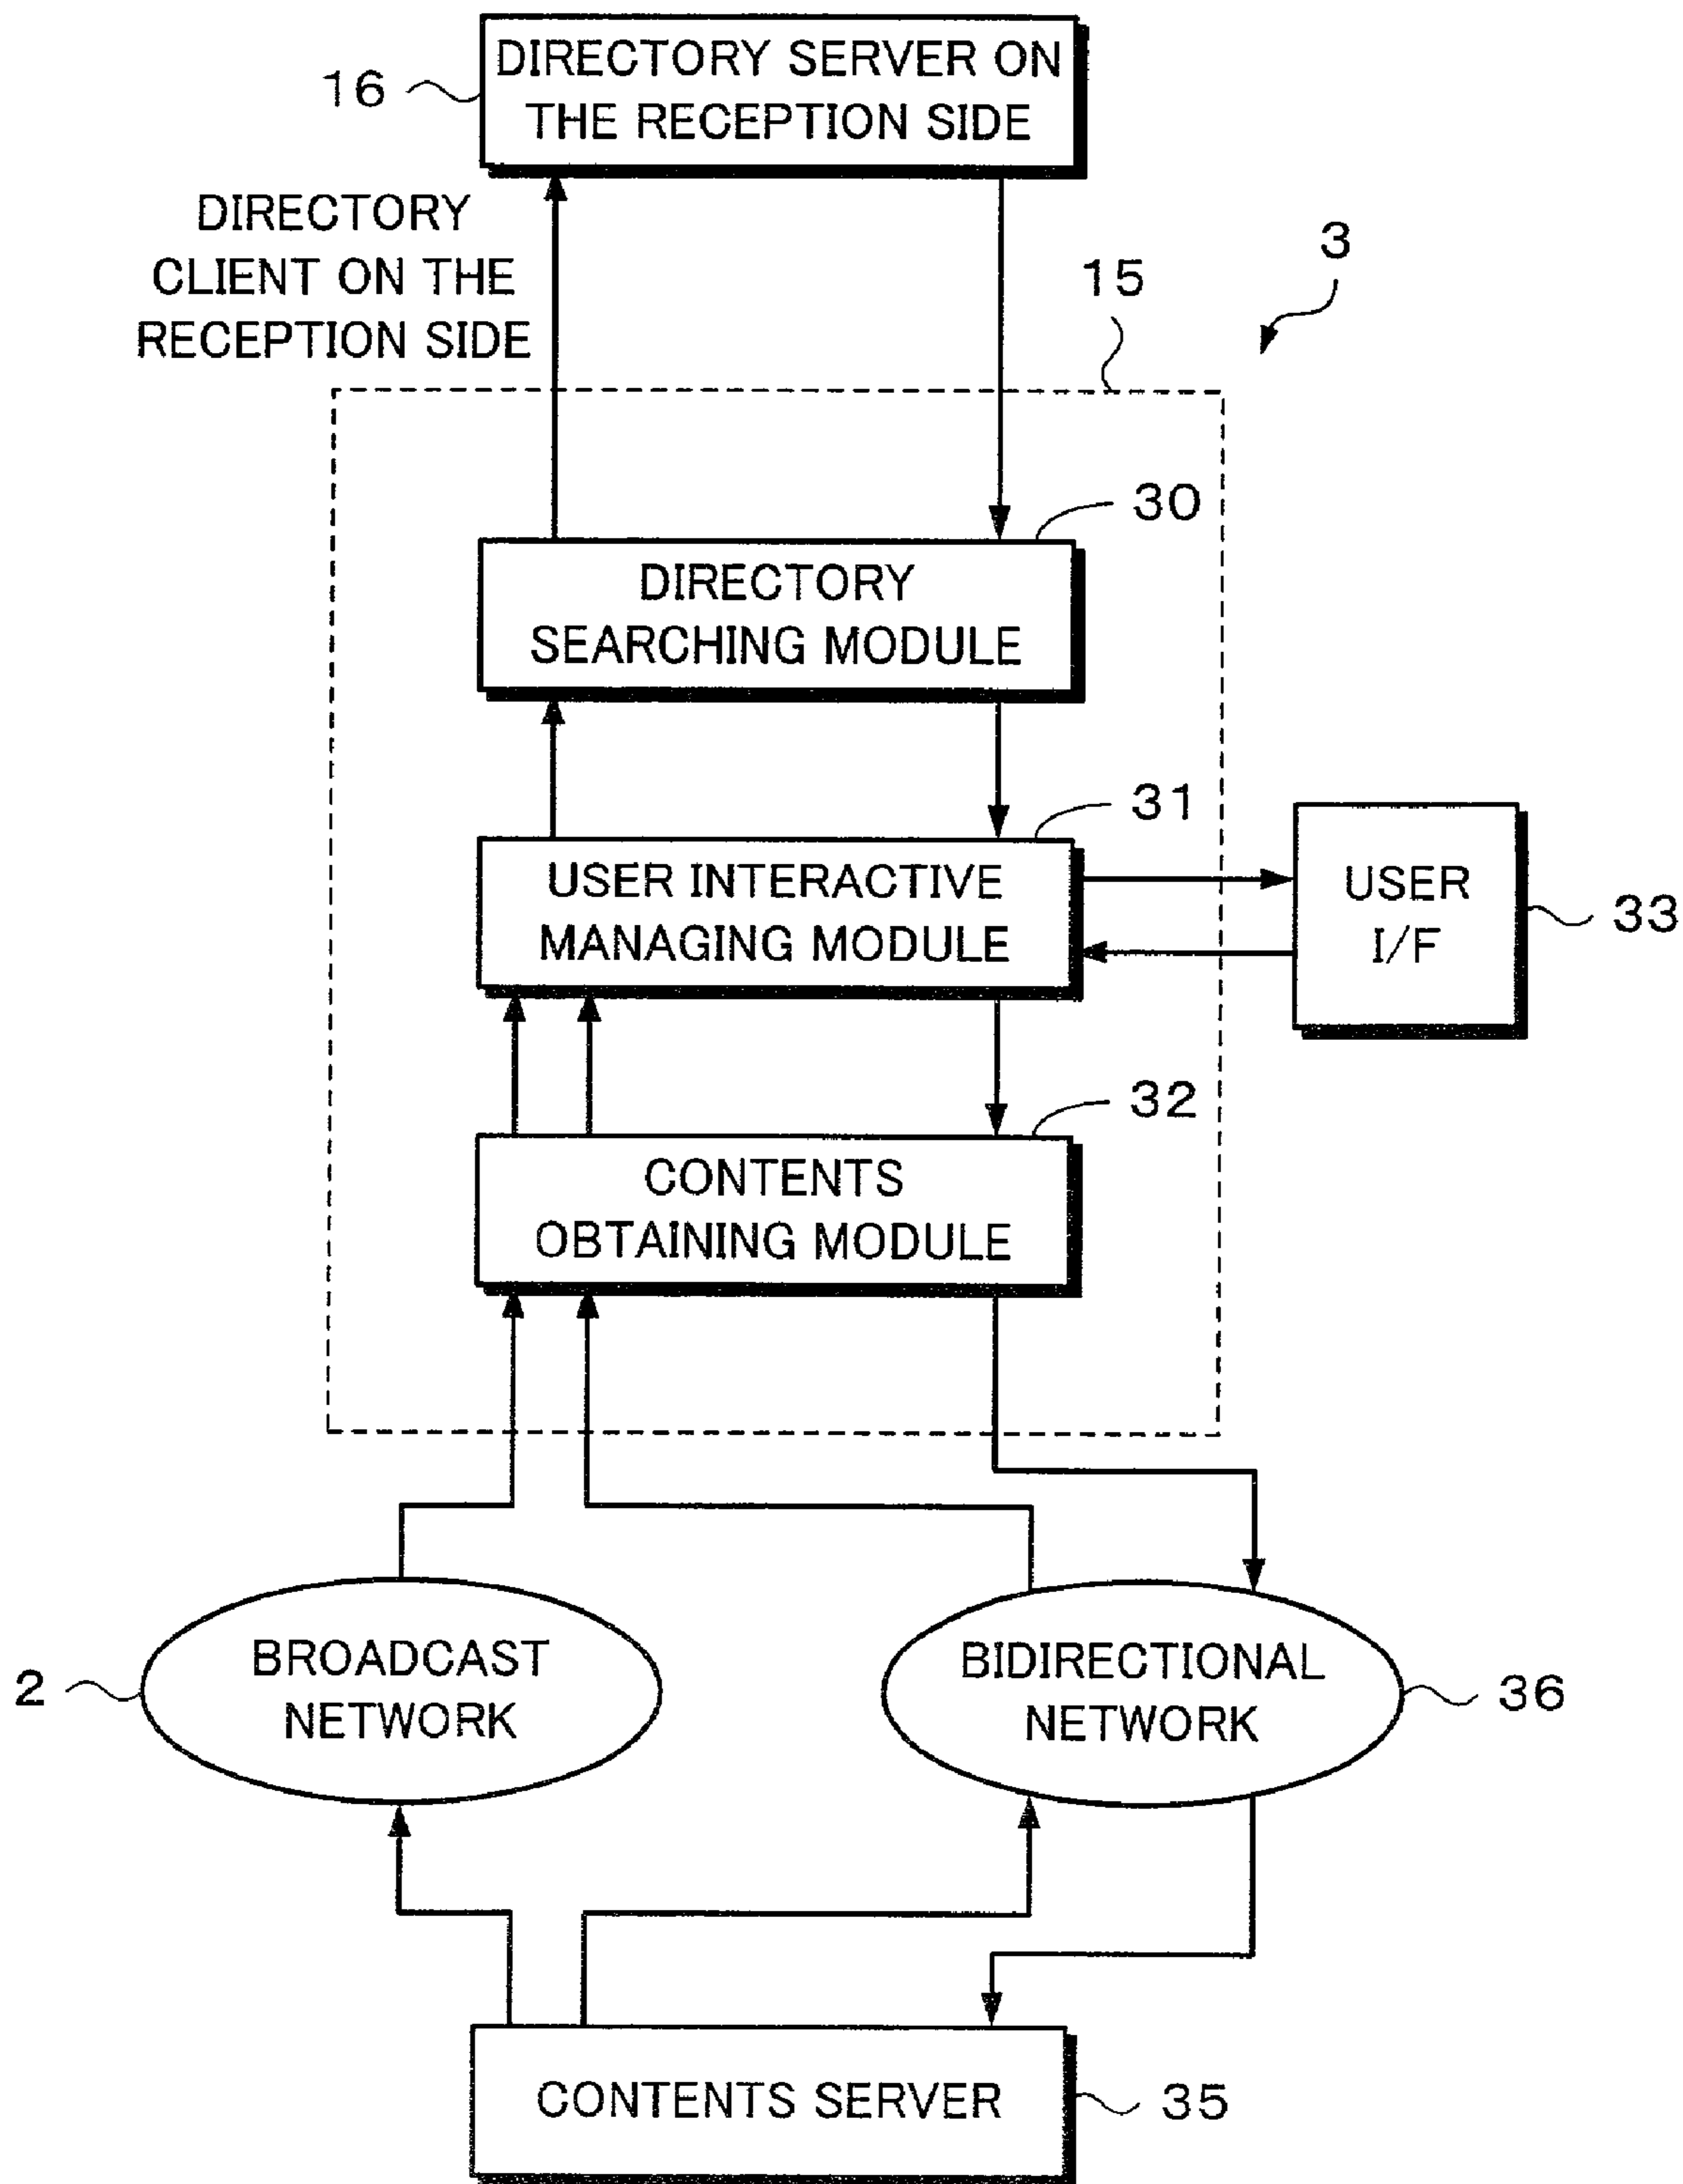 DIRECTORY SERVER ON
THE RECEPTION SIDE
16
DIRECTORY
CLIENT ON THE
RECEPTION SIDE
3
15
30
DIRECTORY
SEARCHING MODULE
31
USER INTERACTIVE
MANAGING MODULE
USER
I/F
33
32
CONTENTS
OBTAINING MODULE
2
BROADCAST
NETWORK
BIDIRECTIONAL
NETWORK
36
CONTENTS SERVER
35